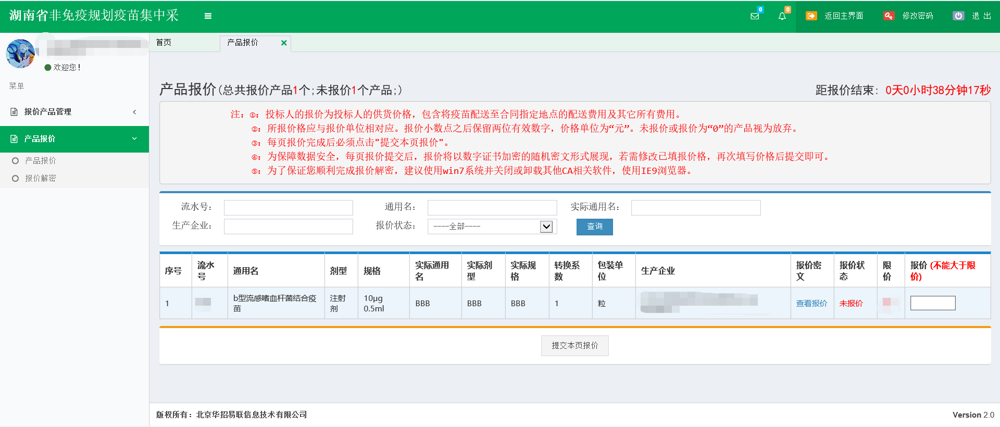 湖南省非免疫规划疫苗集中采
0
0
返回主界面
修改密码
退 出
欢迎您!
菜单
报价产品管理
产品报价
产品报价
报价解密
首页
产品报价
产品报价(总共报价产品1个;未报价1个产品;)
距报价结束: 0天0小时38分钟17秒
注: ①: 投标人的报价为投标人的供货价格, 包含将疫苗配送至合同指定地点的配送费用及其它所有费用。
②: 所报价格应与报价单位相对应。报价小数点之后保留两位有效数字, 价格单位为“元”。未报价或报价为“0”的产品视为放弃。
③: 每页报价完成后必须点击"提交本页报价"。
④: 为保障数据安全, 每页报价提交后, 报价将以数字证书加密的随机密文形式展现, 若需修改已填报价格, 再次填写价格后提交即可。
⑤: 为了保证您顺利完成报价解密, 建议使用win7系统并关闭或卸载其他CA相关软件, 使用IE9浏览器。
流水号:
通用名:
实际通用名:
生产企业:
报价状态:
----全部----
查询
序号 流水号 通用名 剂型 规格 实际通用名 实际剂型 实际规格 转换系数 包装单位 生产企业 报价密文 报价状态 限价 报价 (不能大于限价)
1 b型流感嗜血杆菌结合疫苗 注射剂 10μg 0.5ml BBB BBB BBB 1 粒 查看报价 未报价
提交本页报价
版权所有: 北京华招易联信息技术有限公司
Version 2.0